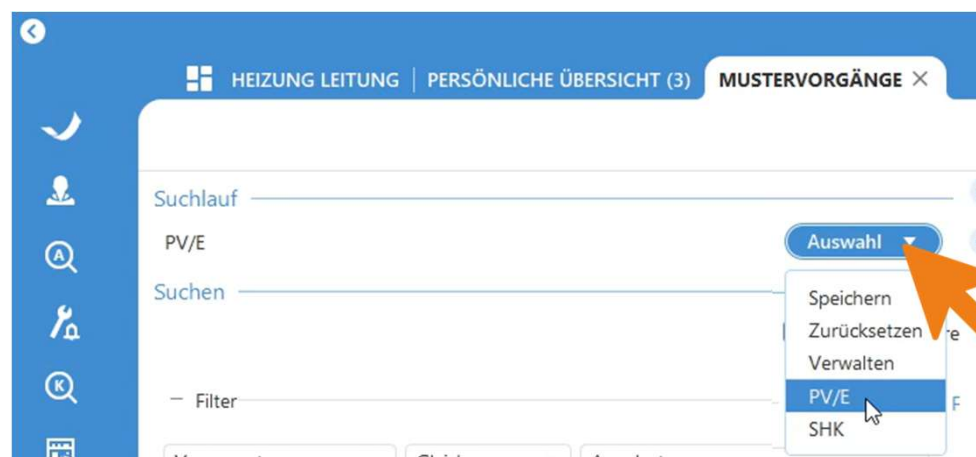 HEIZUNG LEITUNG PERSÖNLICHE ÜBERSICHT (3) MUSTERVORGÄNGE
Suchlauf
PV/E Auswahl
Suchen
Speichern
Zurücksetzen
Verwalten
Filter PV/E
SHK
A
K